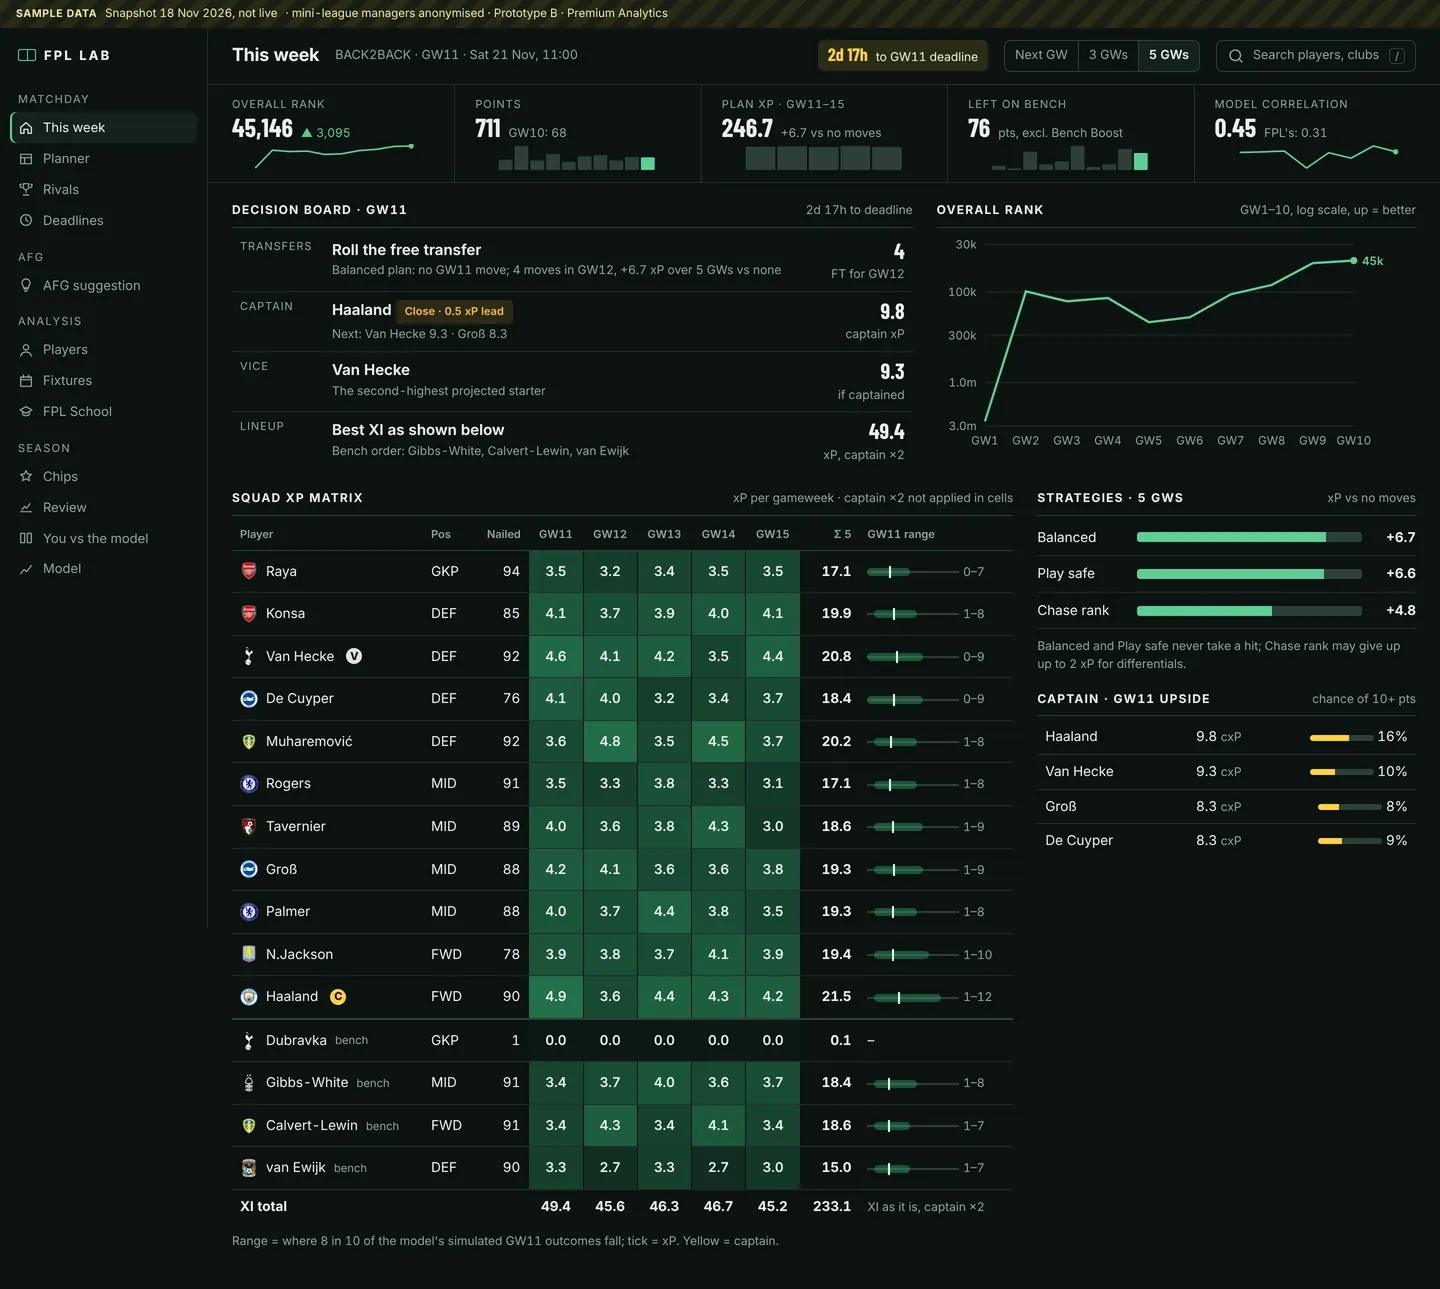 SAMPLE DATA Snapshot 18 Nov 2026, not live · mini-league managers anonymised · Prototype B · Premium Analytics
FPL LAB
MATCHDAY
This week
Planner
Rivals
Deadlines
AFG
AFG suggestion
ANALYSIS
Players
Fixtures
FPL School
SEASON
Chips
Review
You vs the model
Model
This week BACK2BACK · GW11 · Sat 21 Nov, 11:00
2d 17h to GW11 deadline
Next GW 3 GWs 5 GWs
Search players, clubs /
OVERALL RANK
45,146 ▲ 3,095
POINTS
711 GW10: 68
PLAN XP · GW11–15
246.7 +6.7 vs no moves
LEFT ON BENCH
76 pts, excl. Bench Boost
MODEL CORRELATION
0.45 FPL's: 0.31
DECISION BOARD · GW11 2d 17h to deadline
TRANSFERS Roll the free transfer 4
Balanced plan: no GW11 move; 4 moves in GW12, +6.7 xP over 5 GWs vs none FT for GW12
CAPTAIN Haaland Close · 0.5 xP lead 9.8
Next: Van Hecke 9.3 · Groß 8.3 captain xP
VICE Van Hecke 9.3
The second-highest projected starter if captained
LINEUP Best XI as shown below 49.4
Bench order: Gibbs-White, Calvert-Lewin, van Ewijk xP, captain ×2
OVERALL RANK GW1–10, log scale, up = better
30k
45k
100k
300k
1.0m
3.0m
GW1 GW2 GW3 GW4 GW5 GW6 GW7 GW8 GW9 GW10
SQUAD XP MATRIX xP per gameweek · captain ×2 not applied in cells
Player Pos Nailed GW11 GW12 GW13 GW14 GW15 Σ 5 GW11 range
Raya GKP 94 3.5 3.2 3.4 3.5 3.5 17.1 0–7
Konsa DEF 85 4.1 3.7 3.9 4.0 4.1 19.9 1–8
Van Hecke V DEF 92 4.6 4.1 4.2 3.5 4.4 20.8 0–9
De Cuyper DEF 76 4.1 4.0 3.2 3.4 3.7 18.4 0–9
Muharemović DEF 92 3.6 4.8 3.5 4.5 3.7 20.2 1–8
Rogers MID 91 3.5 3.3 3.8 3.3 3.1 17.1 1–8
Tavernier MID 89 4.0 3.6 3.8 4.3 3.0 18.6 1–9
Groß MID 88 4.2 4.1 3.6 3.6 3.8 19.3 1–9
Palmer MID 88 4.0 3.7 4.4 3.8 3.5 19.3 1–8
N.Jackson FWD 78 3.9 3.8 3.7 4.1 3.9 19.4 1–10
Haaland C FWD 90 4.9 3.6 4.4 4.3 4.2 21.5 1–12
Dubravka bench GKP 1 0.0 0.0 0.0 0.0 0.0 0.1 –
Gibbs-White bench MID 91 3.4 3.7 4.0 3.6 3.7 18.4 1–8
Calvert-Lewin bench FWD 91 3.4 4.3 3.4 4.1 3.4 18.6 1–7
van Ewijk bench DEF 90 3.3 2.7 3.3 2.7 3.0 15.0 1–7
XI total 49.4 45.6 46.3 46.7 45.2 233.1 XI as it is, captain ×2
Range = where 8 in 10 of the model's simulated GW11 outcomes fall; tick = xP. Yellow = captain.
STRATEGIES · 5 GWS xP vs no moves
Balanced +6.7
Play safe +6.6
Chase rank +4.8
Balanced and Play safe never take a hit; Chase rank may give up
up to 2 xP for differentials.
CAPTAIN · GW11 UPSIDE chance of 10+ pts
Haaland 9.8 cxP 16%
Van Hecke 9.3 cxP 10%
Groß 8.3 cxP 8%
De Cuyper 8.3 cxP 9%